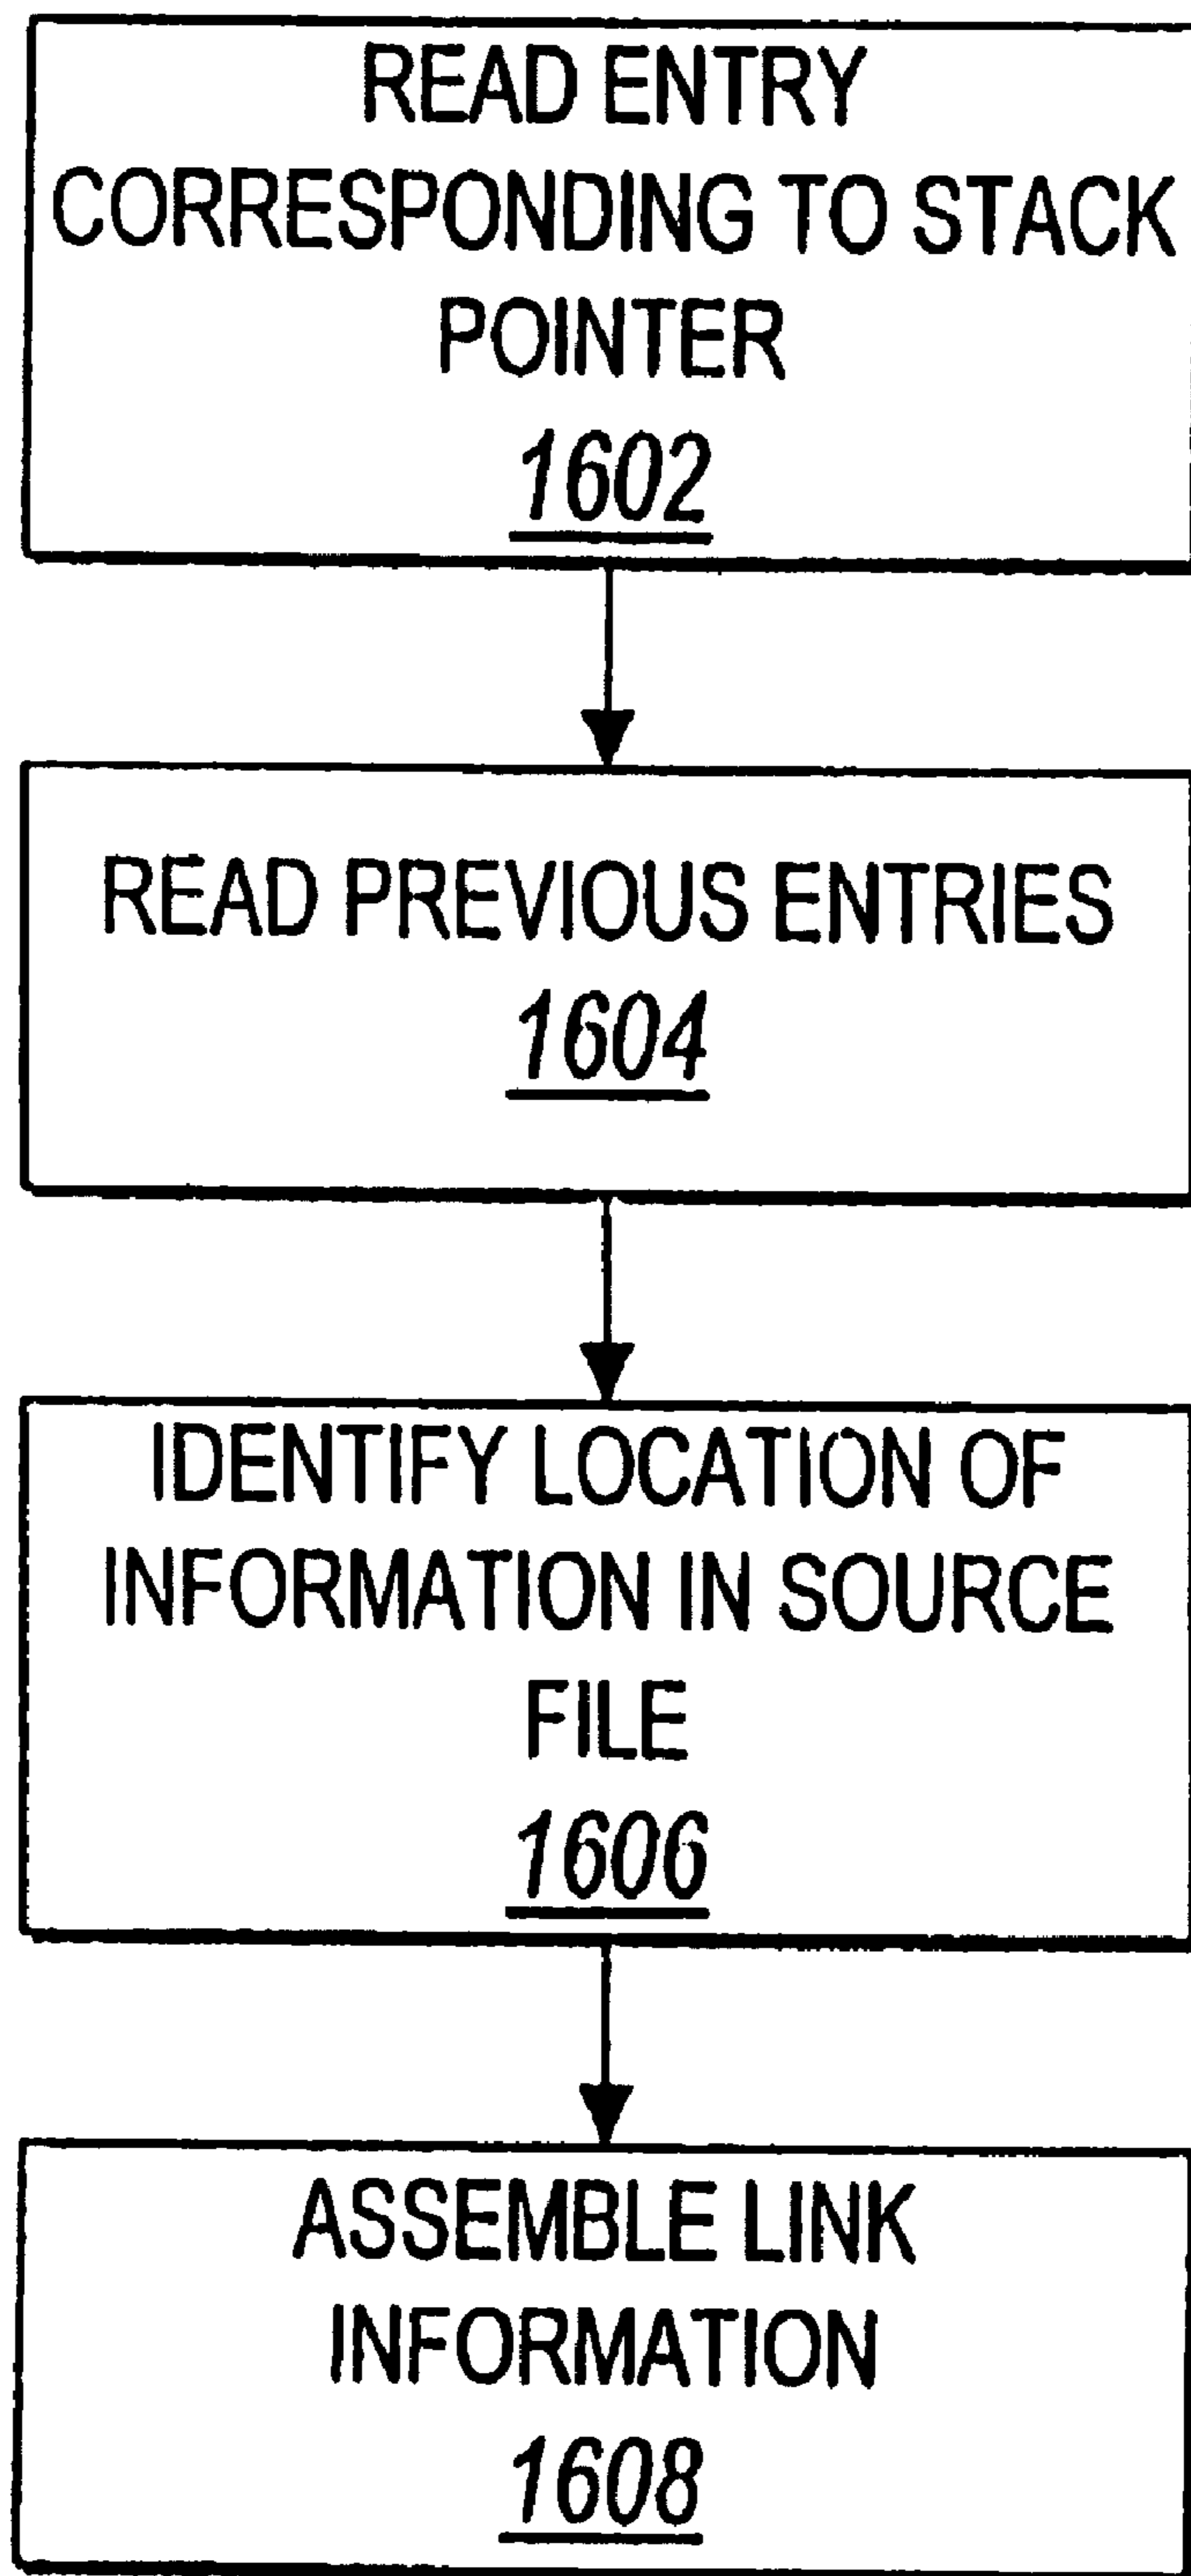 READ ENTRY
CORRESPONDING TO STACK
POINTER
1602
READ PREVIOUS ENTRIES
1604
IDENTIFY LOCATION OF
INFORMATION IN SOURCE
FILE
1606
ASSEMBLE LINK
INFORMATION
1608